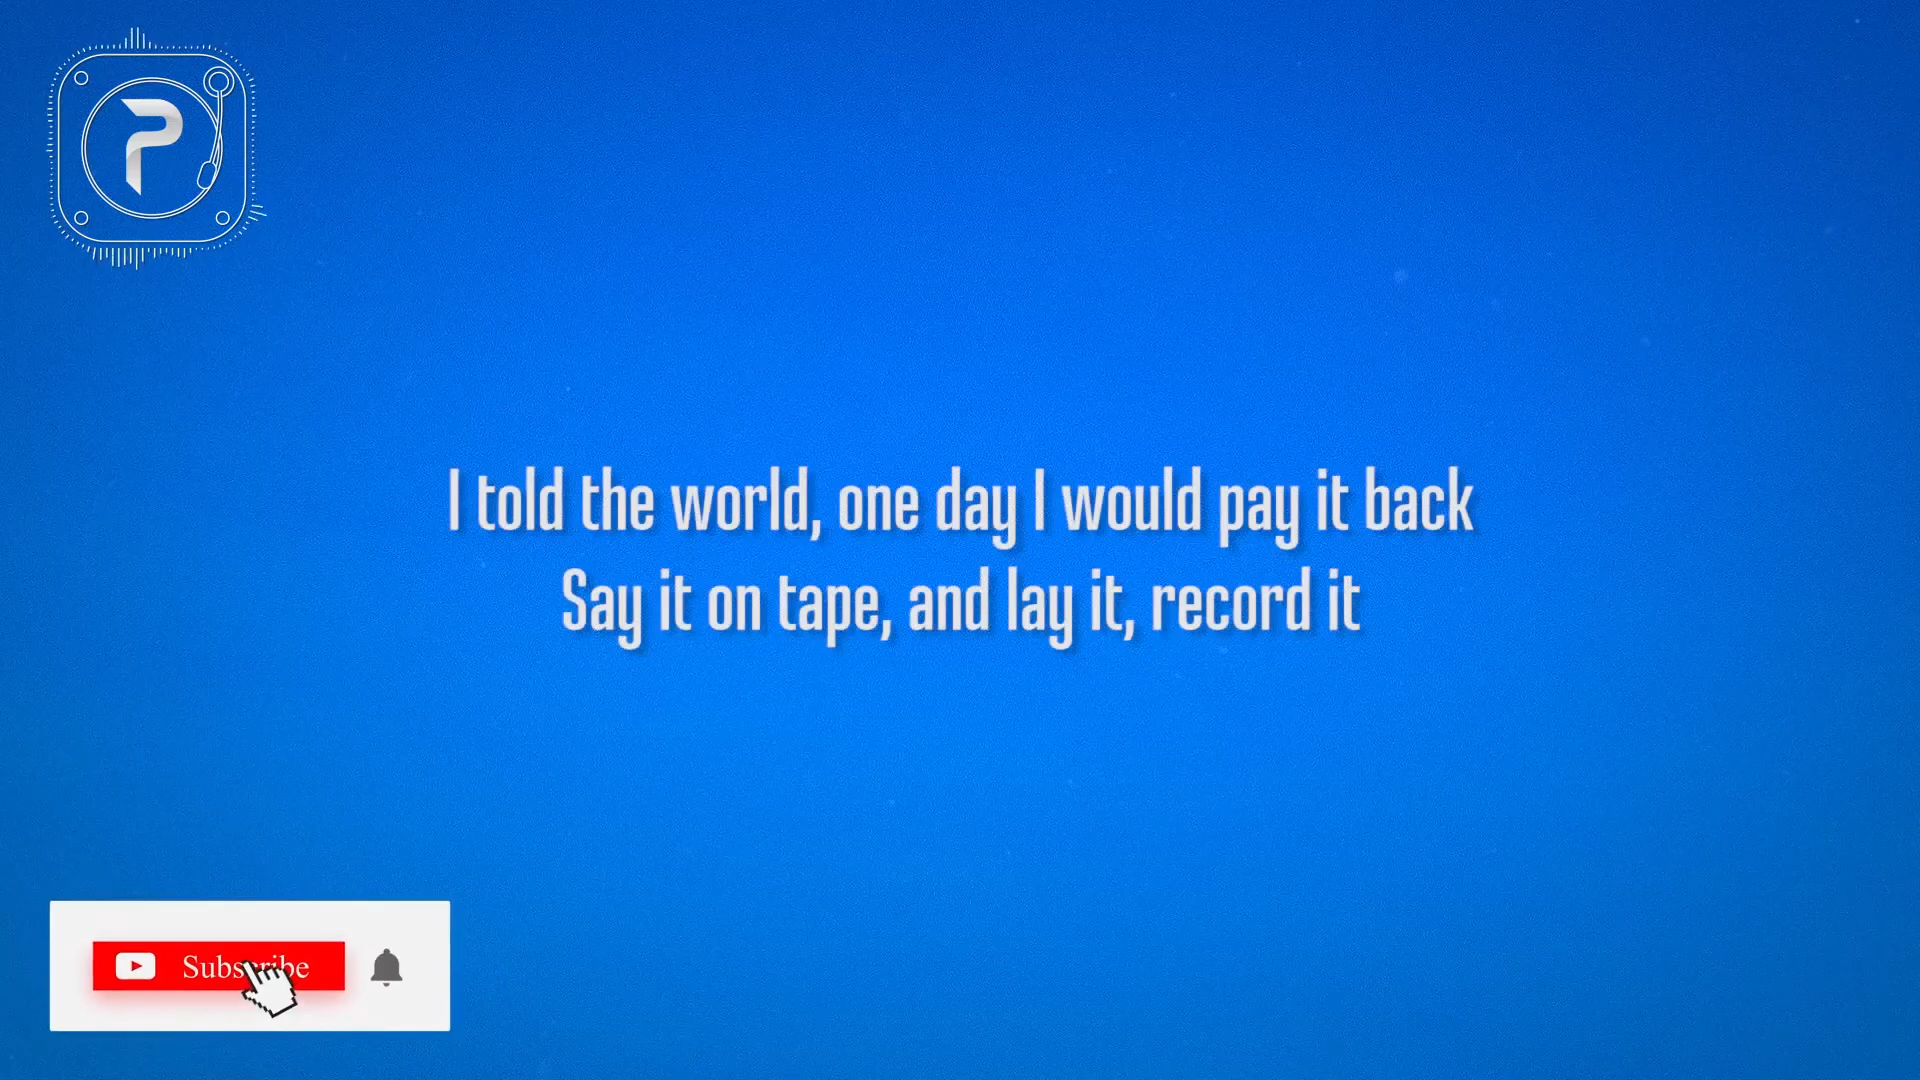 P
I told the world, one day I would pay it back
Say it on tape, and lay it, record it
Subscribe